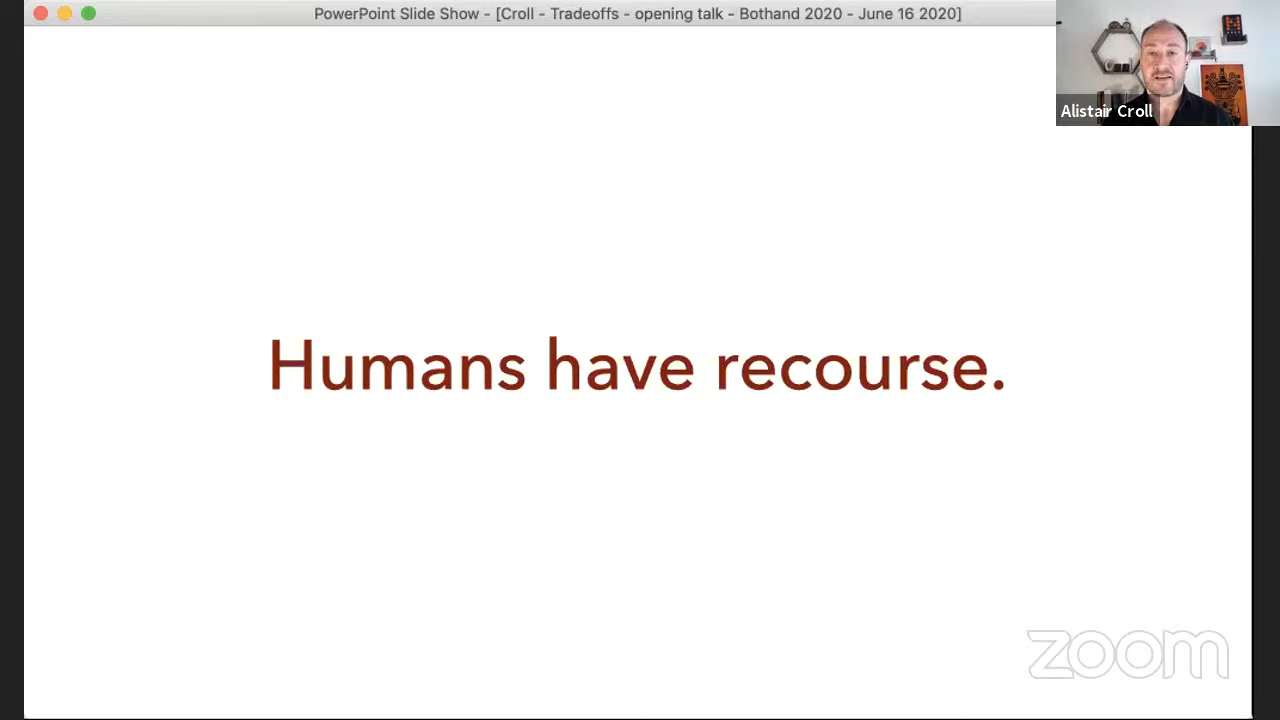 PowerPoint Slide Show - [Croll - Tradeoffs - opening talk - Bothand 2020 - June 16 2020]
Alistair Croll
Humans have recourse.
zoom